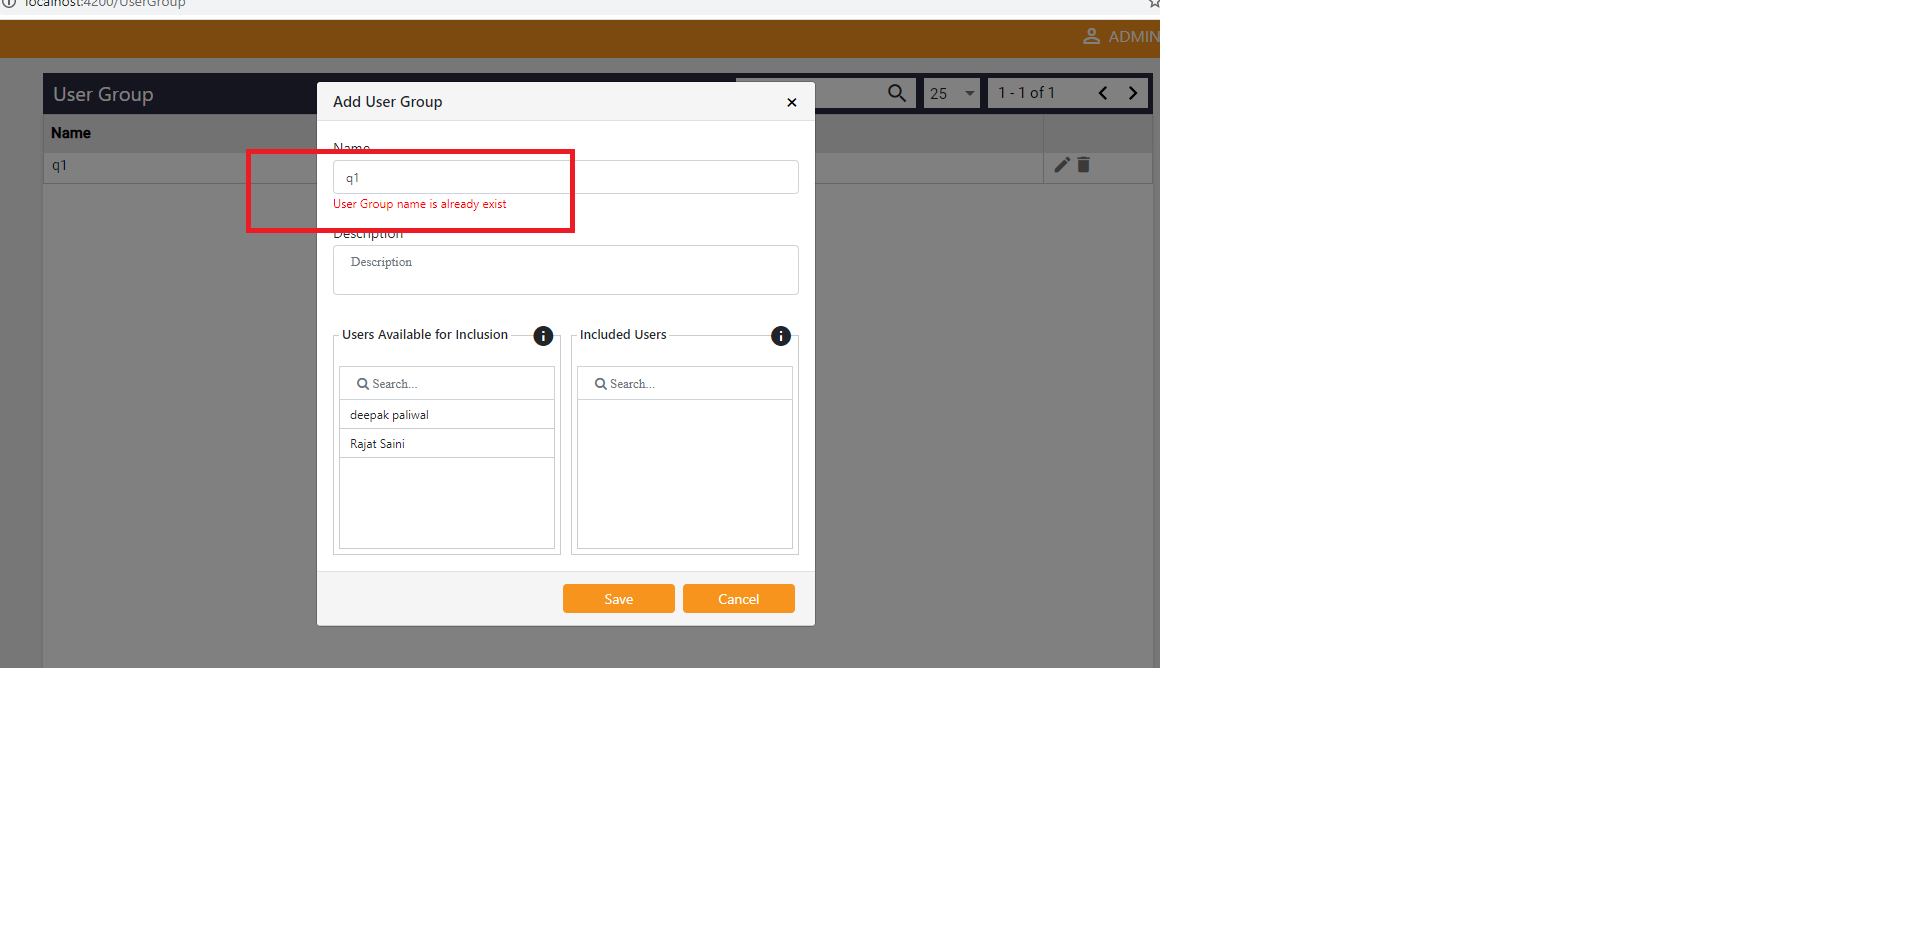 localhost:4200/UserGroup
ADMIN
User Group
25
1 - 1 of 1
Name
q1
Add User Group
×
Name
q1
User Group name is already exist
Description
Description
Users Available for Inclusion
Included Users
Search...
Search...
deepak paliwal
Rajat Saini
Save
Cancel